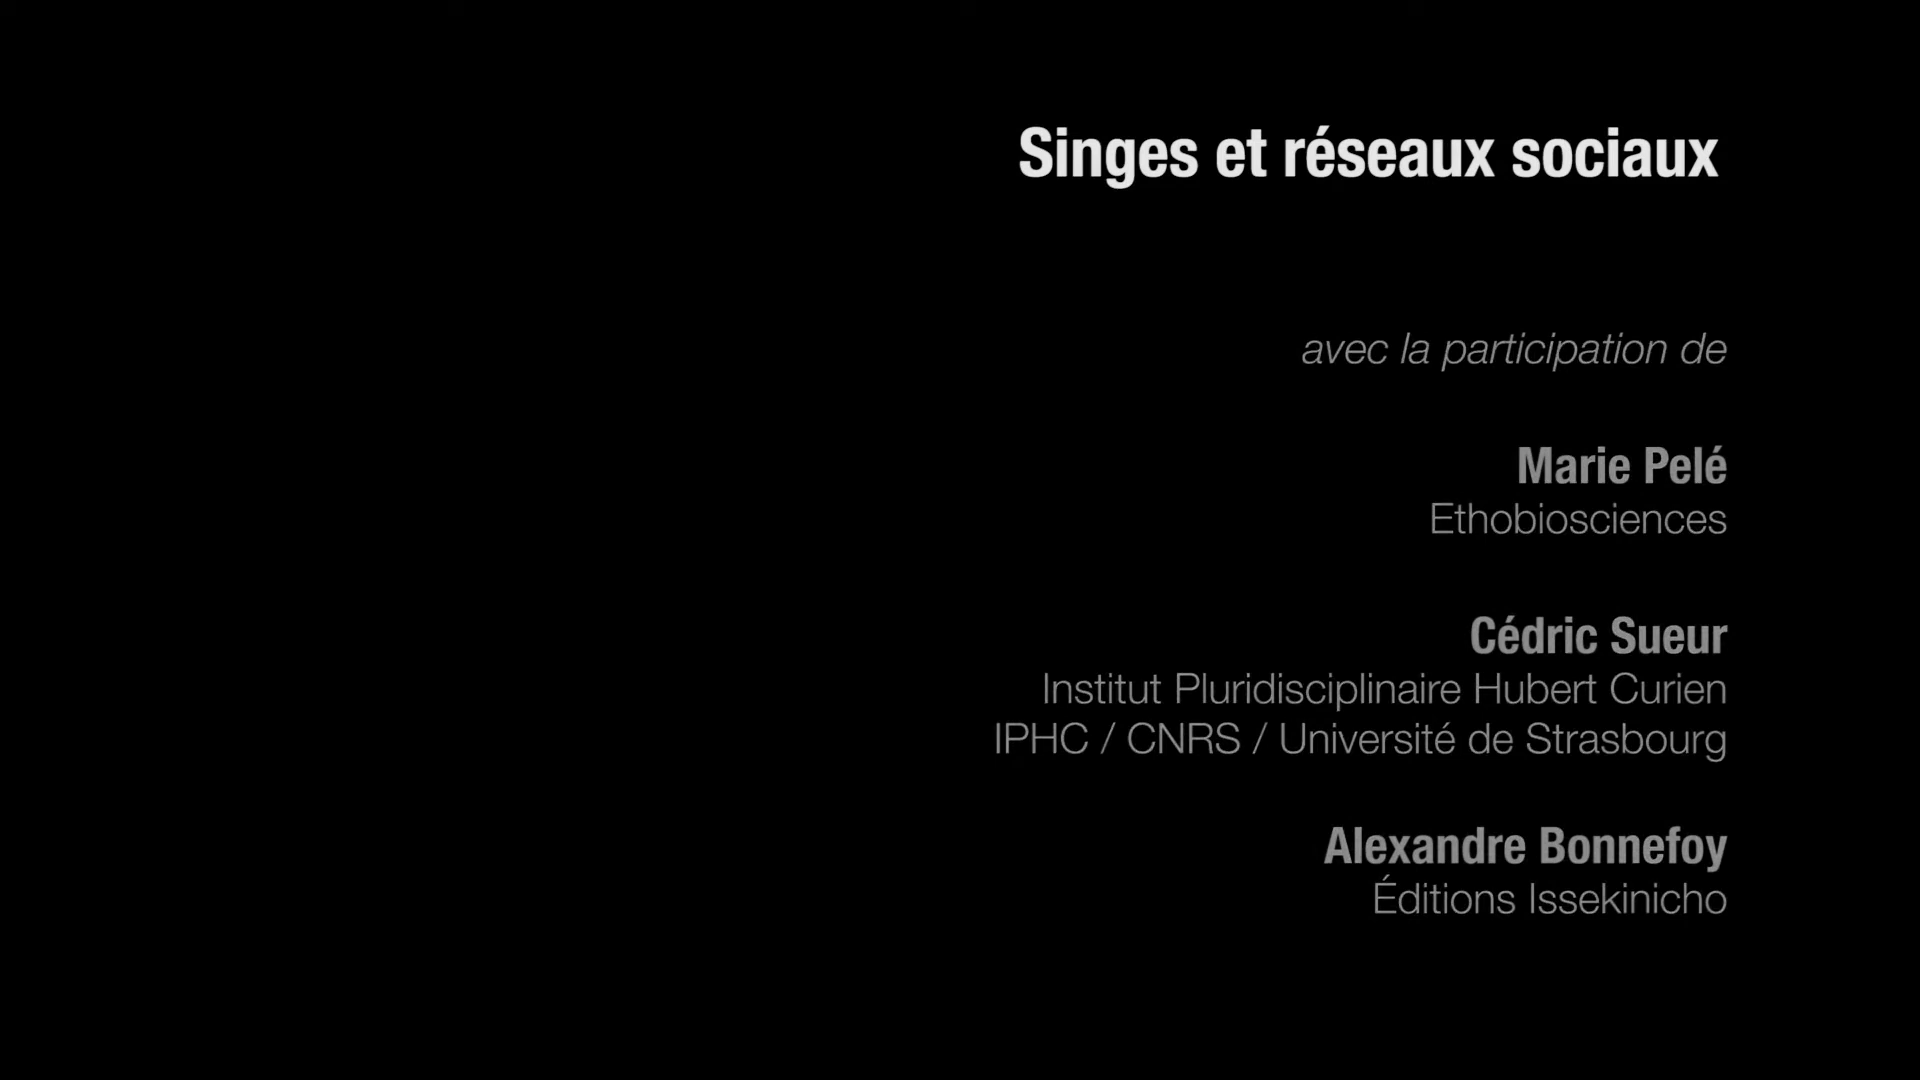 Singes et réseaux sociaux
avec la participation de
Marie Pelé
Ethobiosciences
Cédric Sueur
Institut Pluridisciplinaire Hubert Curien
IPHC / CNRS / Université de Strasbourg
Alexandre Bonnefoy
Éditions Issekinicho